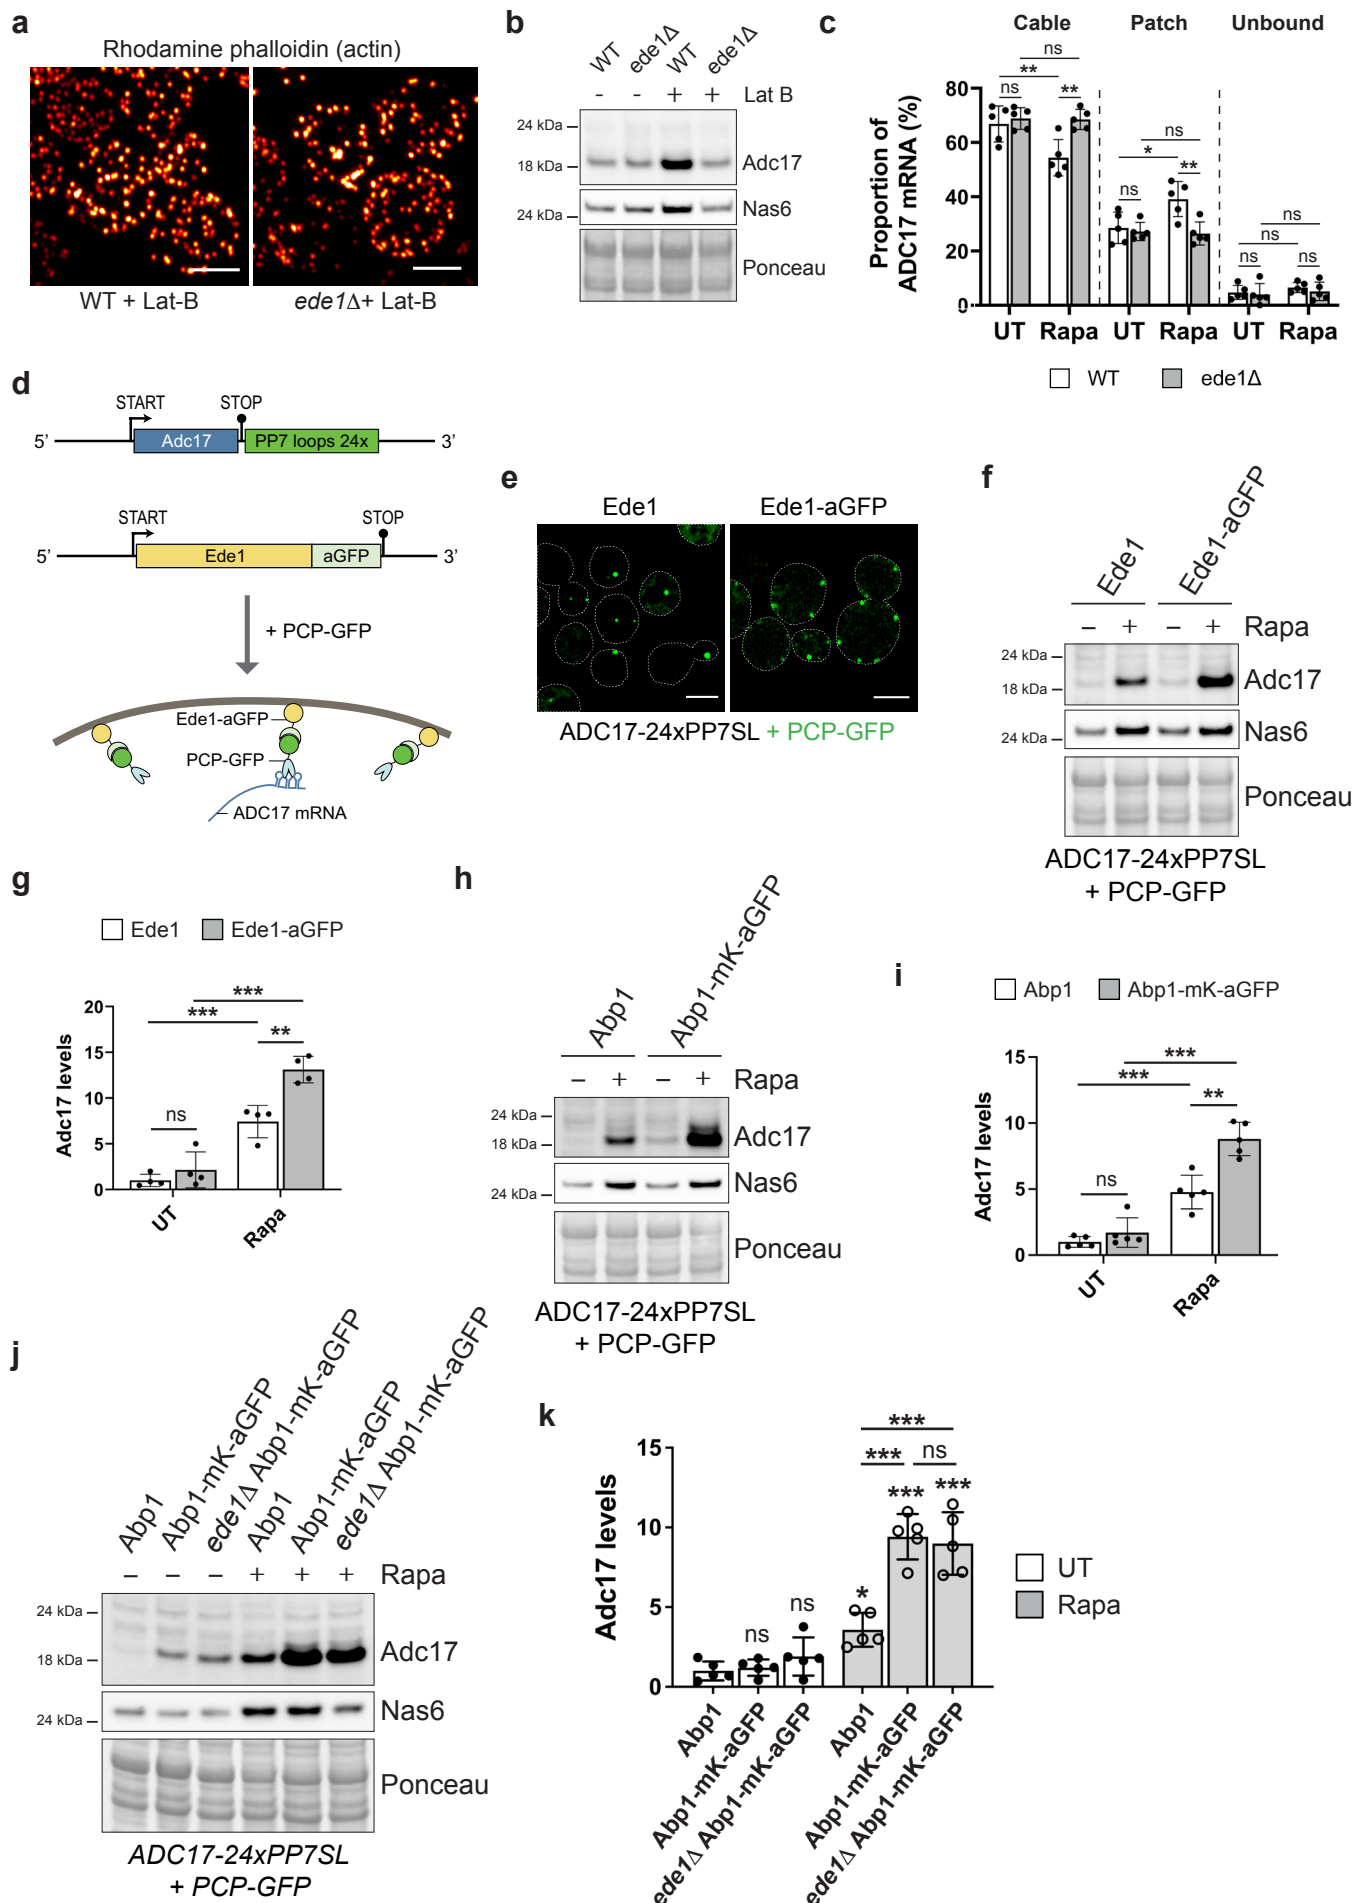 a
Rhodamine phalloidin (actin)
WT + Lat-B
ede1Δ+ Lat-B
b
WT
ede1Δ
WT
ede1Δ
- - + + Lat B
24 kDa
18 kDa
Adc17
24 kDa
Nas6
Ponceau
c
Cable Patch Unbound
Proportion of
ADC17 mRNA (%)
80
60
40
20
0
ns
** ns
ns **
ns
* **
ns
ns
ns
ns ns
UT Rapa UT Rapa UT Rapa
WT ede1Δ
d
START STOP
5’ Adc17 PP7 loops 24x 3’
START STOP
5’ Ede1 aGFP 3’
+ PCP-GFP
Ede1-aGFP
PCP-GFP
ADC17 mRNA
e
Ede1 Ede1-aGFP
ADC17-24xPP7SL + PCP-GFP
f
Ede1
Ede1-aGFP
– + – + Rapa
24 kDa
18 kDa
Adc17
24 kDa
Nas6
Ponceau
ADC17-24xPP7SL
+ PCP-GFP
g
Ede1 Ede1-aGFP
Adc17 levels
20
15
10
5
0
***
***
**
ns
UT Rapa
h
Abp1
Abp1-mK-aGFP
– + – + Rapa
24 kDa
18 kDa
Adc17
24 kDa
Nas6
Ponceau
ADC17-24xPP7SL
+ PCP-GFP
i
Abp1 Abp1-mK-aGFP
Adc17 levels
15
10
5
0
***
***
**
ns
UT Rapa
j
Abp1
Abp1-mK-aGFP
ede1Δ Abp1-mK-aGFP
Abp1
Abp1-mK-aGFP
ede1Δ Abp1-mK-aGFP
– – – + + + Rapa
24 kDa
18 kDa
Adc17
24 kDa
Nas6
Ponceau
ADC17-24xPP7SL
+ PCP-GFP
k
Adc17 levels
15
10
5
0
***
*** ns
*** ***
*
ns ns
Abp1
Abp1-mK-aGFP
ede1Δ Abp1-mK-aGFP
Abp1
Abp1-mK-aGFP
ede1Δ Abp1-mK-aGFP
UT
Rapa